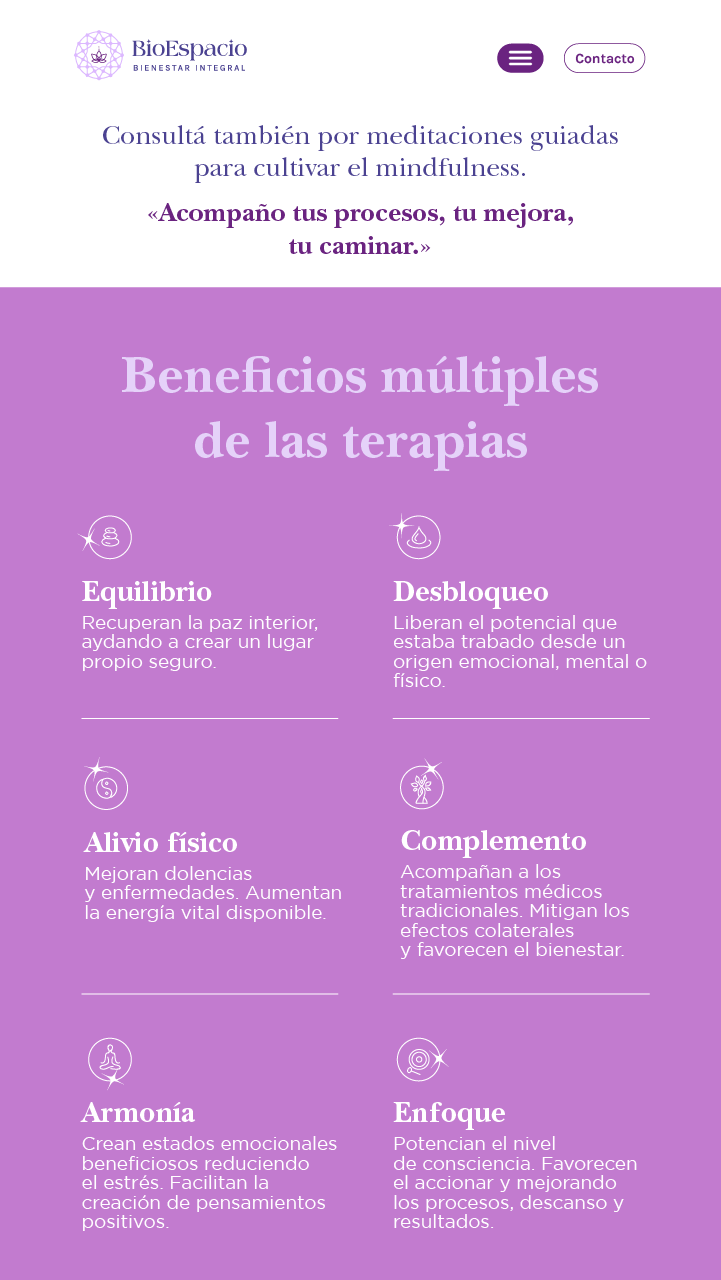 BioEspacio
BIENESTAR INTEGRAL
Contacto
Consultá también por meditaciones guiadas
para cultivar el mindfulness.
«Acompaño tus procesos, tu mejora,
tu caminar.»
Beneficios múltiples
de las terapias
Equilibrio
Recuperan la paz interior,
aydando a crear un lugar
propio seguro.
Desbloqueo
Liberan el potencial que
estaba trabado desde un
origen emocional, mental o
físico.
Alivio físico
Mejoran dolencias
y enfermedades. Aumentan
la energía vital disponible.
Complemento
Acompañan a los
tratamientos médicos
tradicionales. Mitigan los
efectos colaterales
y favorecen el bienestar.
Armonía
Crean estados emocionales
beneficiosos reduciendo
el estrés. Facilitan la
creación de pensamientos
positivos.
Enfoque
Potencian el nivel
de consciencia. Favorecen
el accionar y mejorando
los procesos, descanso y
resultados.